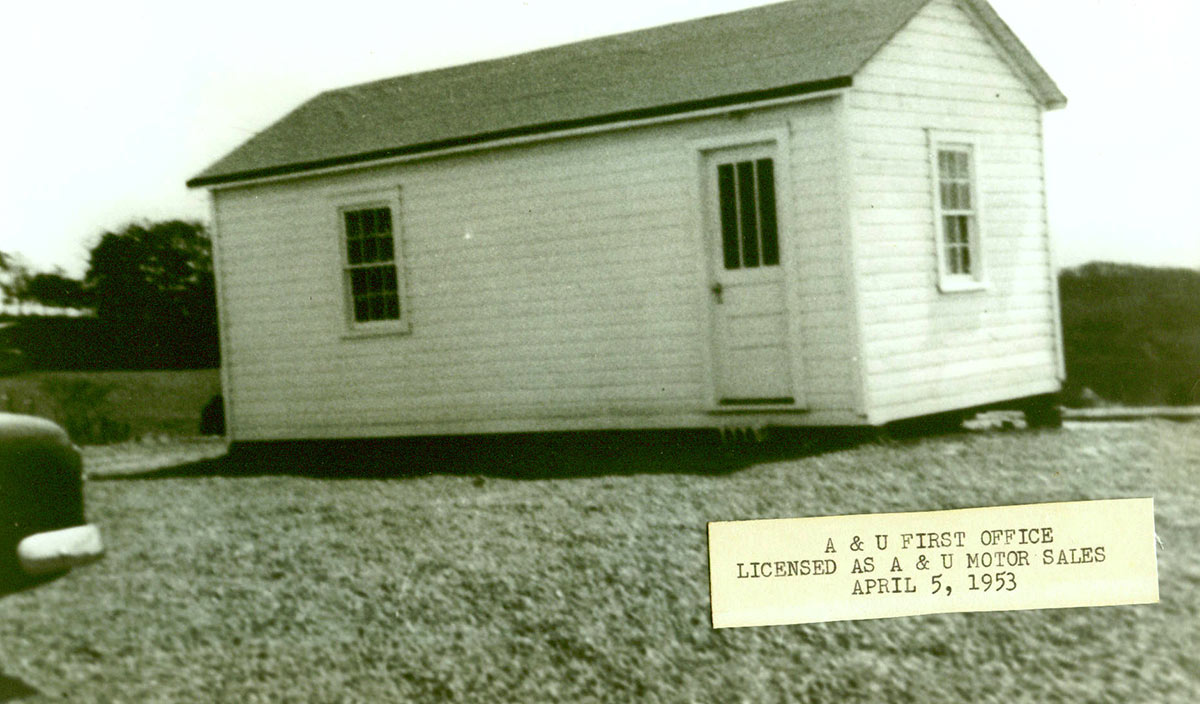 A & U FIRST OFFICE
LICENSED AS A & U MOTOR SALES
APRIL 5, 1953